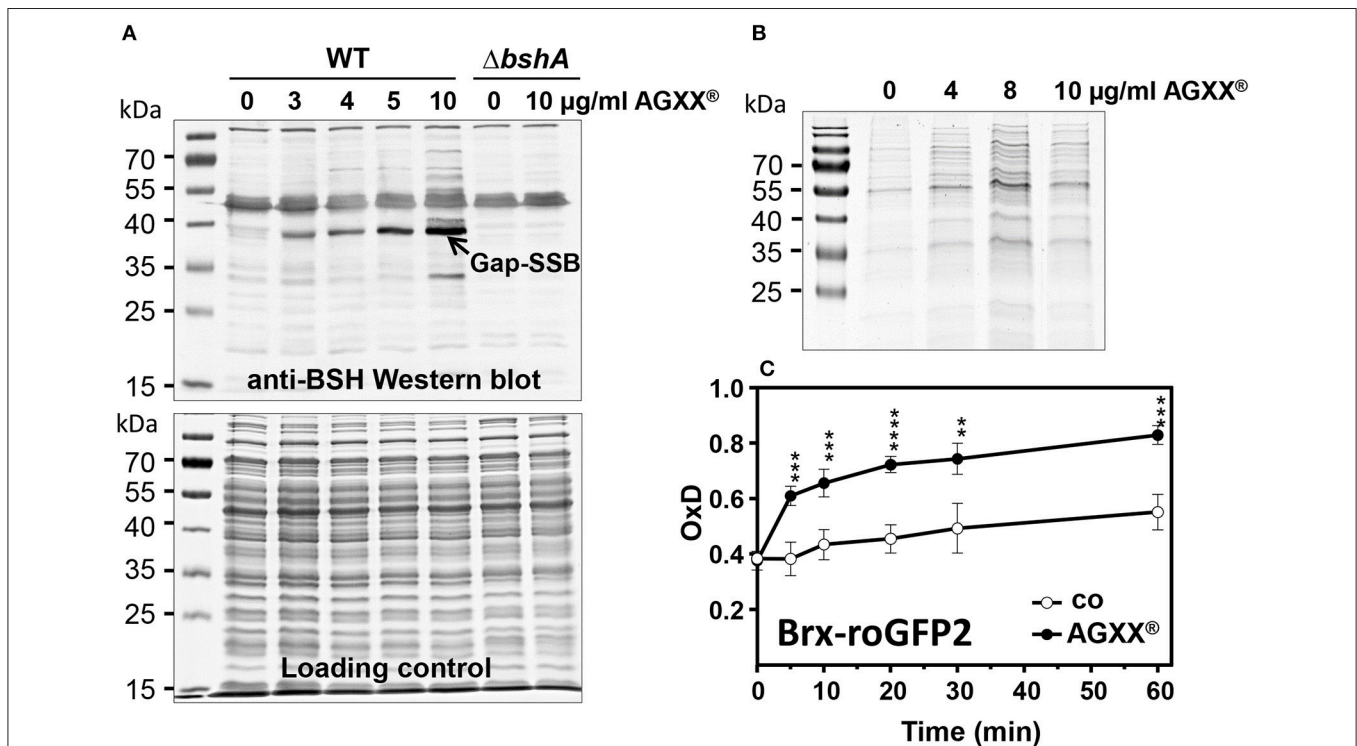 A
WT
ΔbshA
kDa
0 3 4 5 10 0 10 µg/ml AGXX®
70
55
40
35
25
15
Gap-SSB
anti-BSH Western blot
kDa
70
55
40
35
25
15
Loading control
B
0 4 8 10 µg/ml AGXX®
kDa
70
55
40
35
25
C
1.0
0.8
0.6
0.4
0.2
OxD
***
***
****
**
***
co
AGXX®
Brx-roGFP2
0 10 20 30 40 50 60
Time (min)